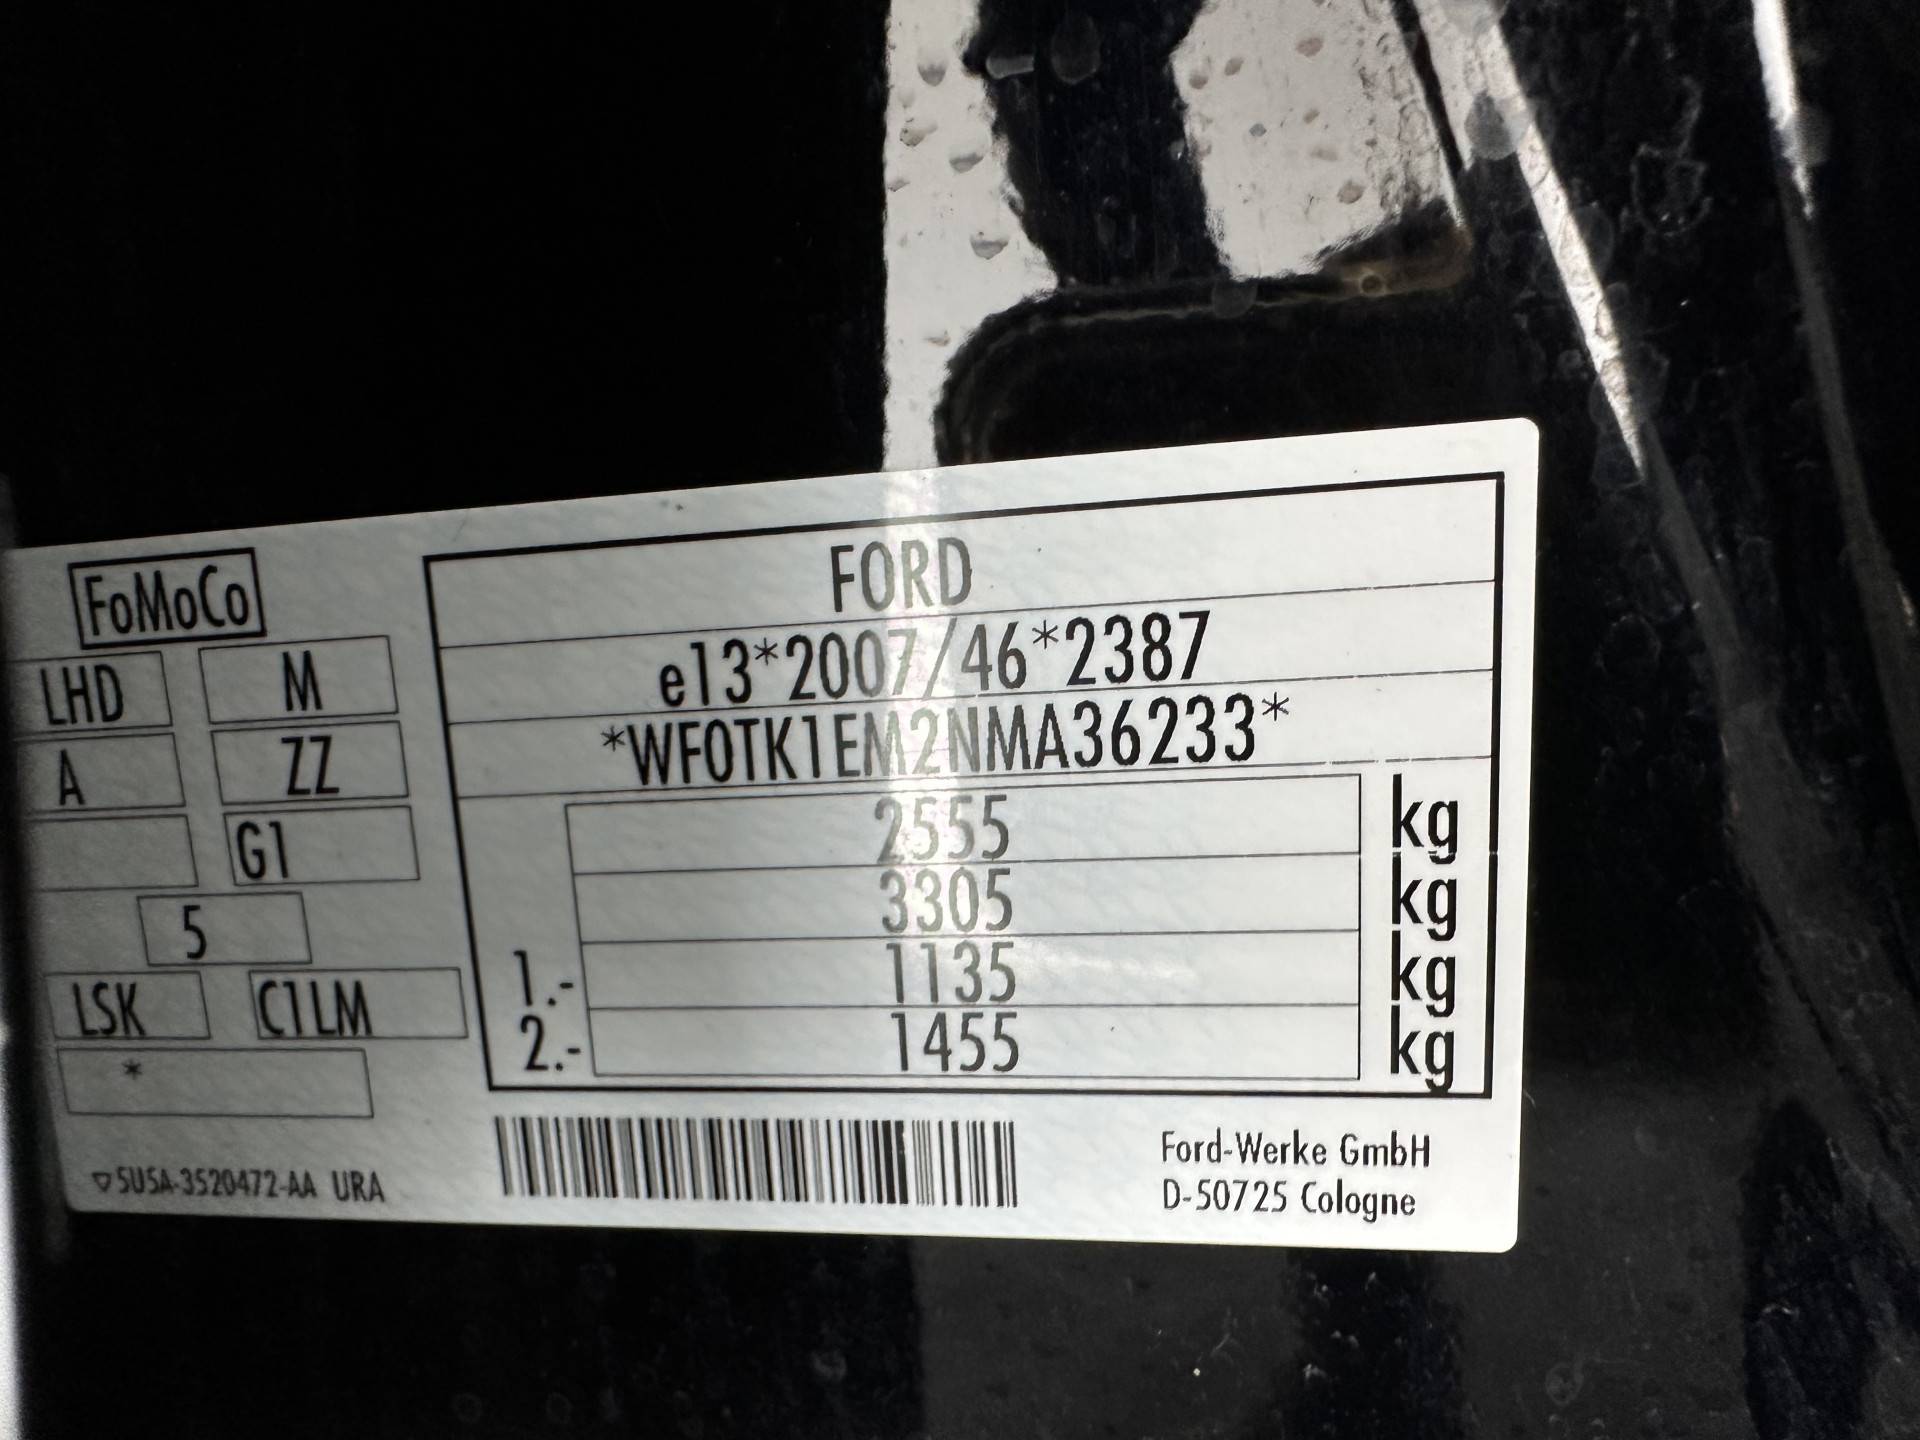 FoMoCo
LHD M
A ZZ
G1
5
LSK C1LM
*
5U5A-3520472-AA URA
FORD
e13*2007/46*2387
*WF0TK1EM2NMA36233*
2555 kg
3305 kg
1.- 1135 kg
2.- 1455 kg
Ford-Werke GmbH
D-50725 Cologne